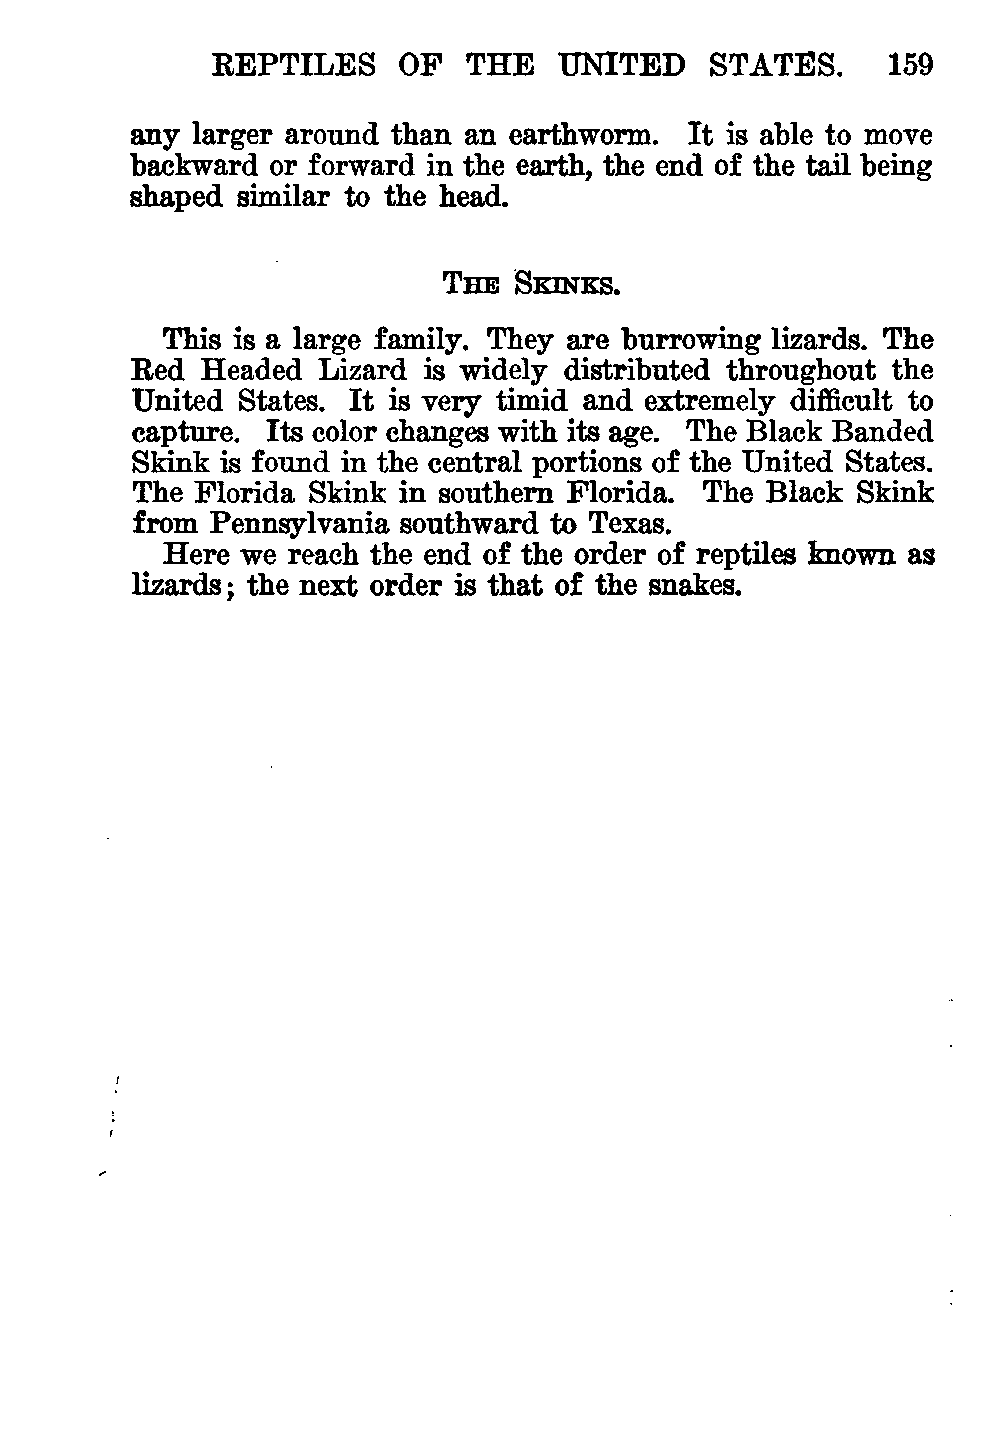 REPTILES OF THE UNITED STATES. 159
any larger around than an earthworm. It is able to move
backward or forward in the earth, the end of the tail being
shaped similar to the head.
THE SKINKS.
This is a large family. They are burrowing lizards. The
Red Headed Lizard is widely distributed throughout the
United States. It is very timid and extremely difficult to
capture. Its color changes with its age. The Black Banded
Skink is found in the central portions of the United States.
The Florida Skink in southern Florida. The Black Skink
from Pennsylvania southward to Texas.
Here we reach the end of the order of reptiles known as
lizards; the next order is that of the snakes.